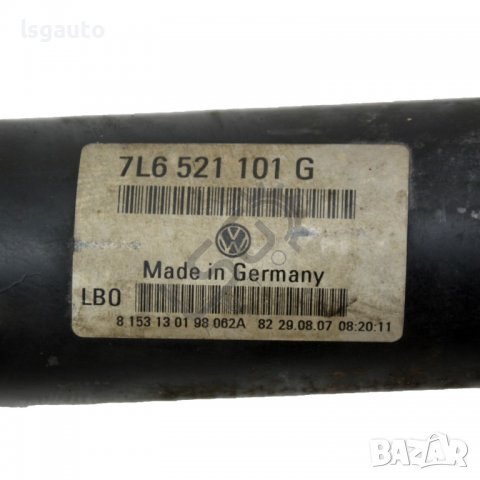 lsgauto
7L6 521 101 G
Made in Germany
LBO
8 153 13 01 98 062A 82 29.08.07 08:20:11
BAZAR